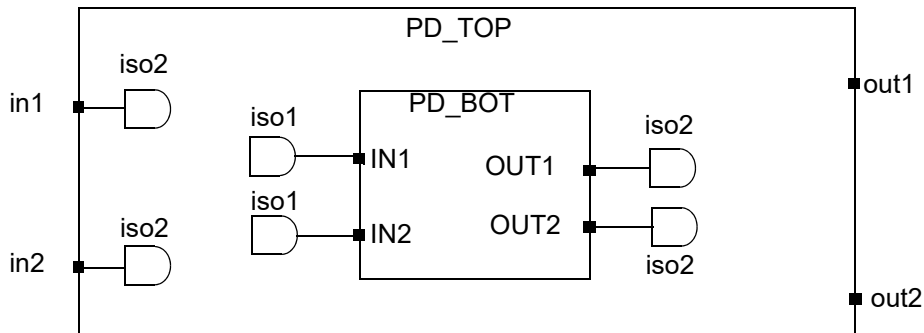 PD_TOP
iso2
in1
out1
iso1
PD_BOT
iso2
IN1
OUT1
iso1
iso2
IN2
OUT2
in2
iso2
out2